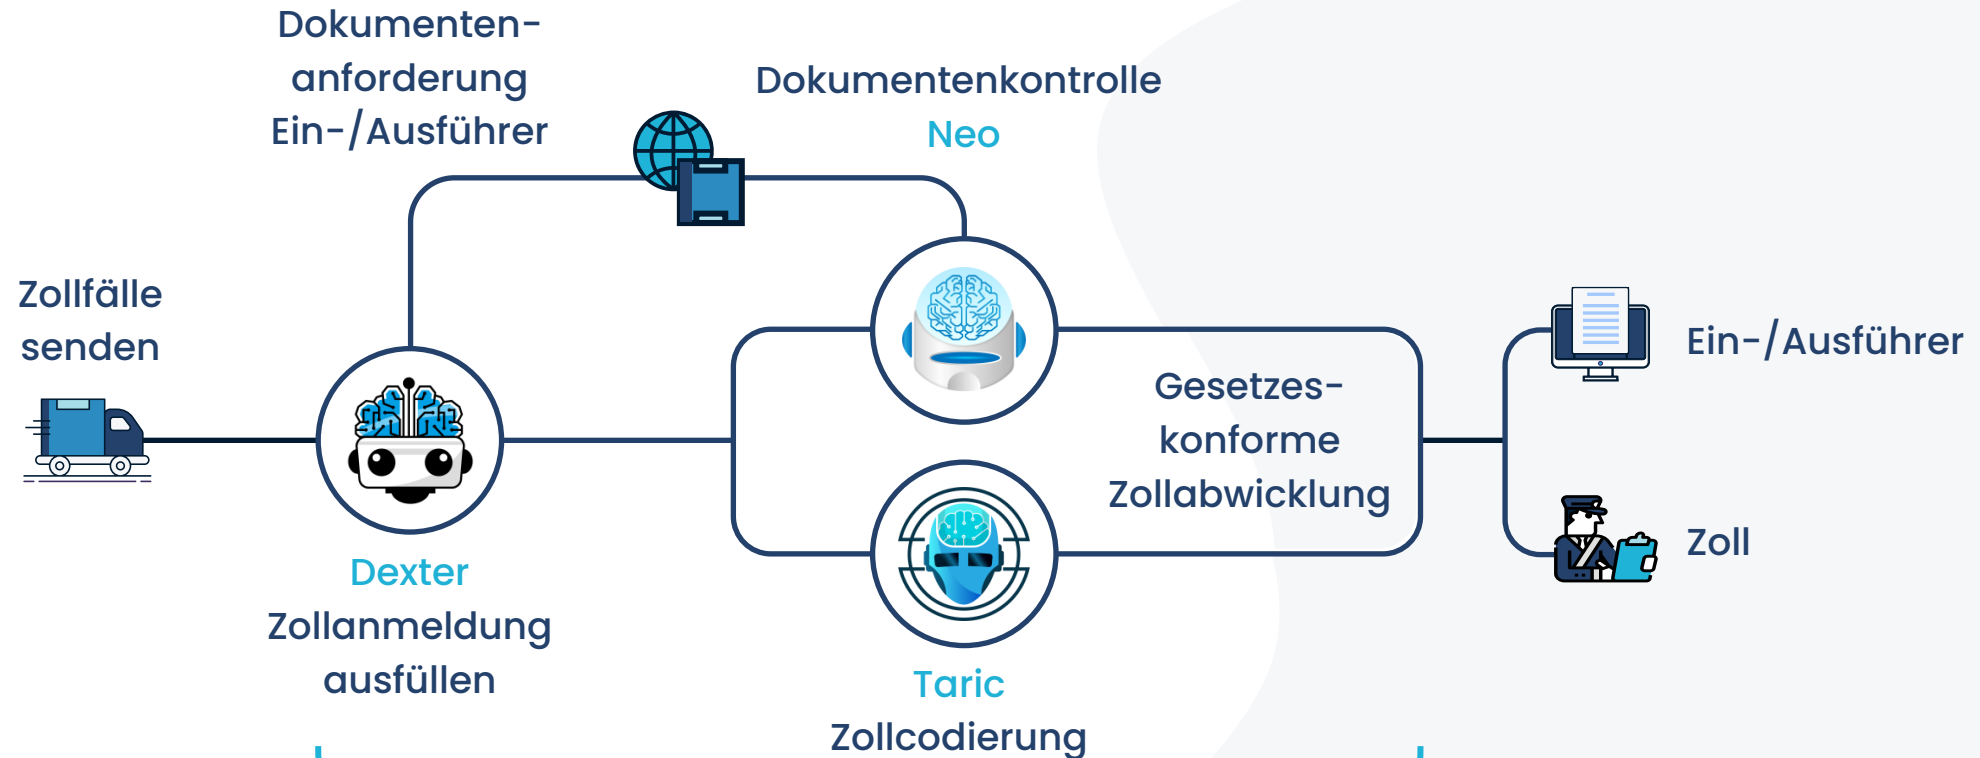 Dokumenten-
anforderung
Ein-/Ausführer
Dokumentenkontrolle
Neo
Zollfälle
senden
Dexter
Zollanmeldung
ausfüllen
Taric
Zollcodierung
Gesetzes-
konforme
Zollabwicklung
Ein-/Ausführer
Zoll